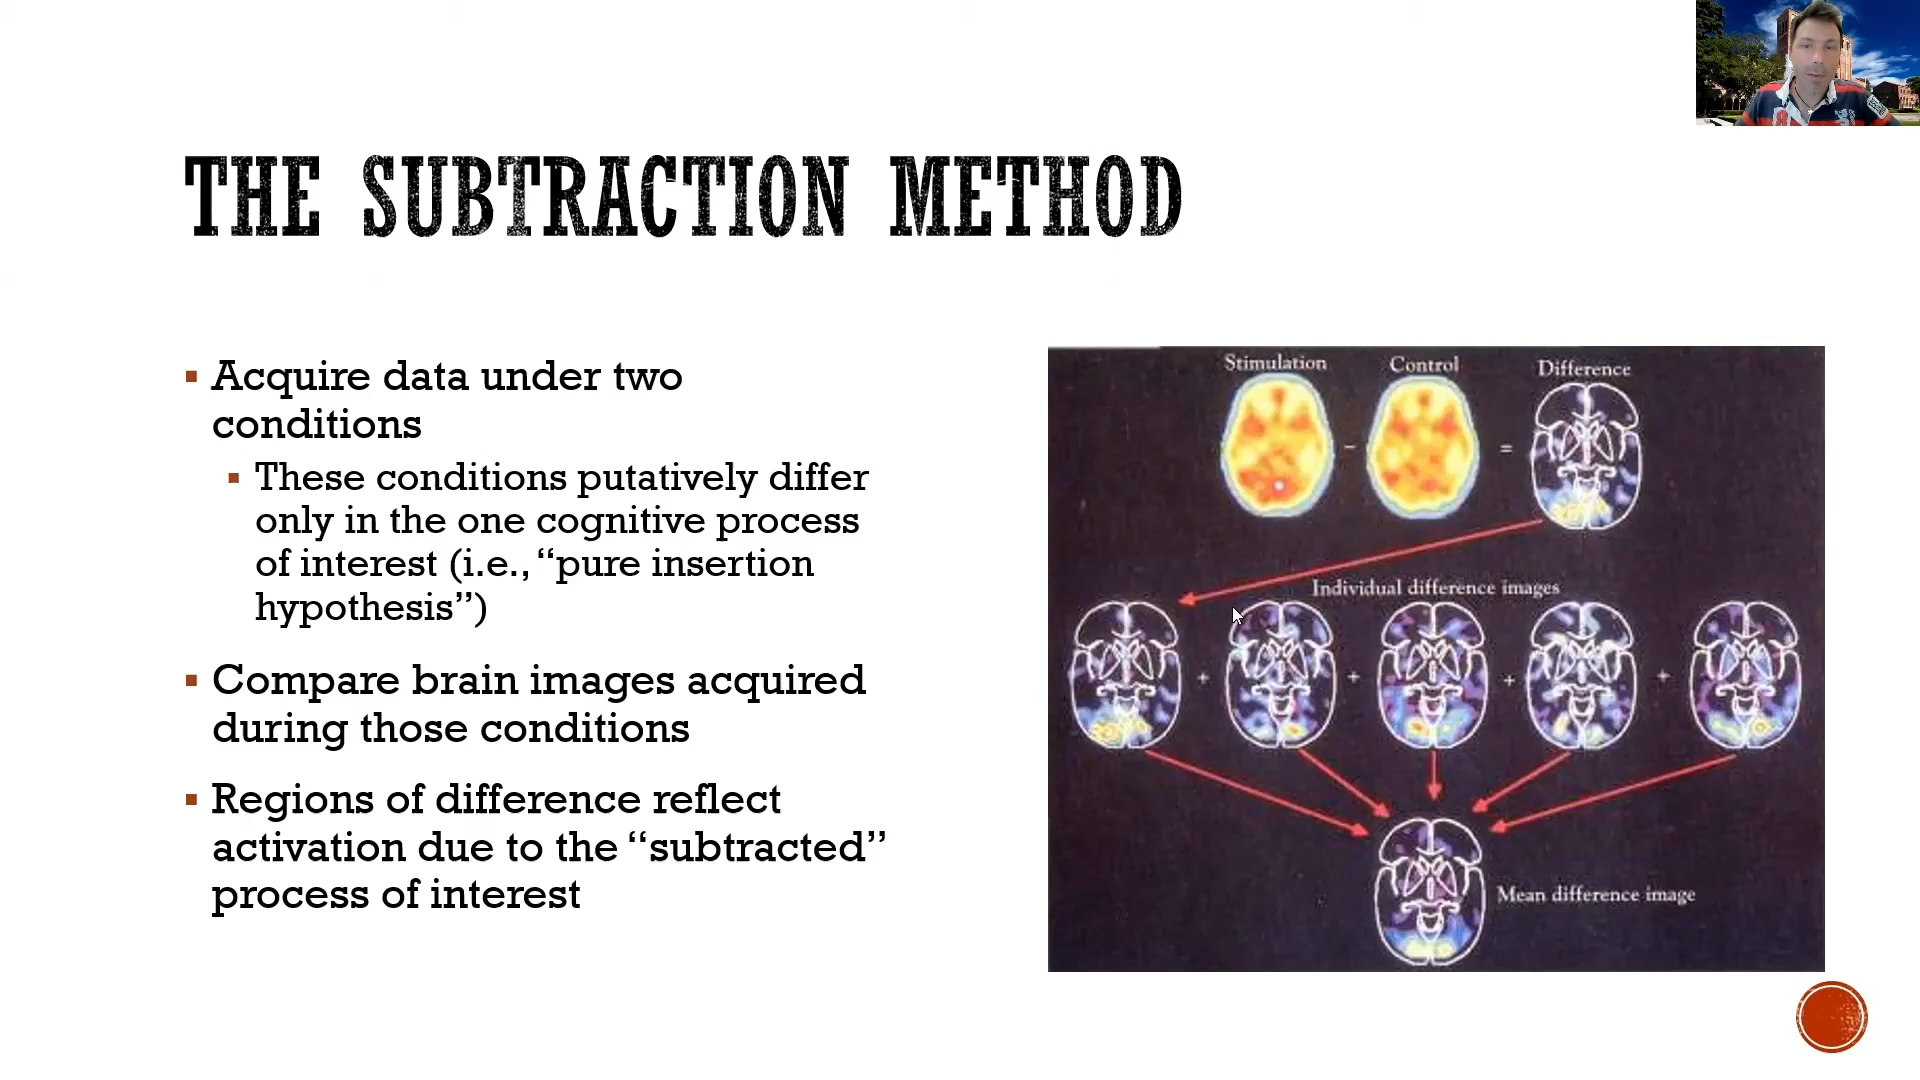 THE SUBTRACTION METHOD
▪ Acquire data under two
conditions
▪ These conditions putatively differ
only in the one cognitive process
of interest (i.e., “pure insertion
hypothesis”)
▪ Compare brain images acquired
during those conditions
▪ Regions of difference reflect
activation due to the “subtracted”
process of interest
Stimulation Control Difference
- =
Individual difference images
+ + + +
Mean difference image